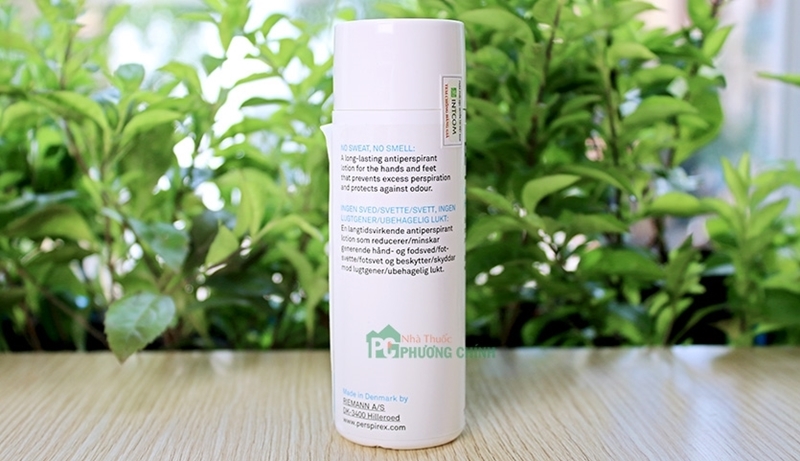 INTCOM
NO SWEAT, NO SMELL:
A long-lasting antiperspirant
lotion for the hands and feet
that prevents excess perspiration
and protects against odour.
INGEN SVED/SVETTE/SVETT, INGEN
LUGTGENER/UBEHAGELIG LUKT:
En langtidsvirkende antiperspirant
lotion som reducerer/minskar
generende hånd- og fodsved/fot-
svette/fotsvet og beskytter/skyddar
mod lugtgener/ubehagelig lukt.
Nhà Thuốc
PC PHƯƠNG CHÍNH
Made in Denmark by
RIEMANN A/S
DK-3400 Hilleroed
www.perspirex.com